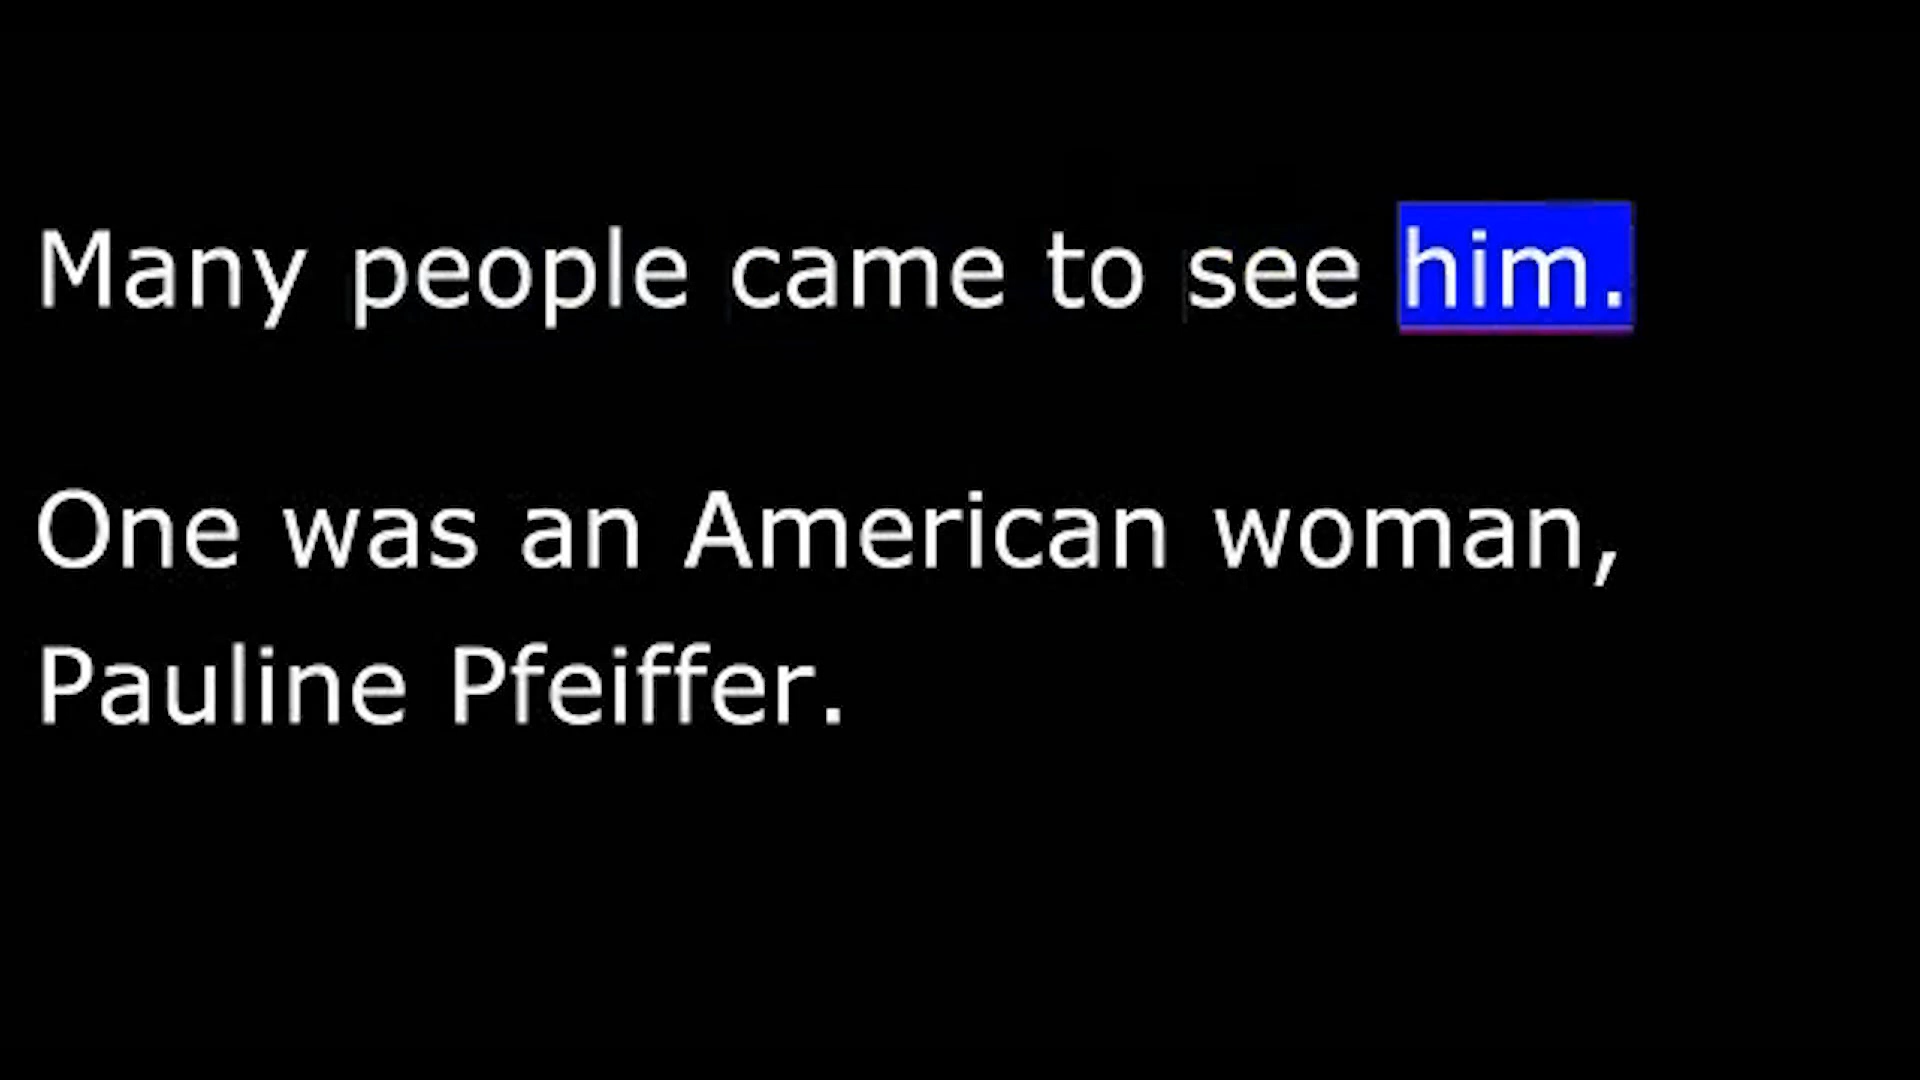 Many people came to see him.
One was an American woman,
Pauline Pfeiffer.